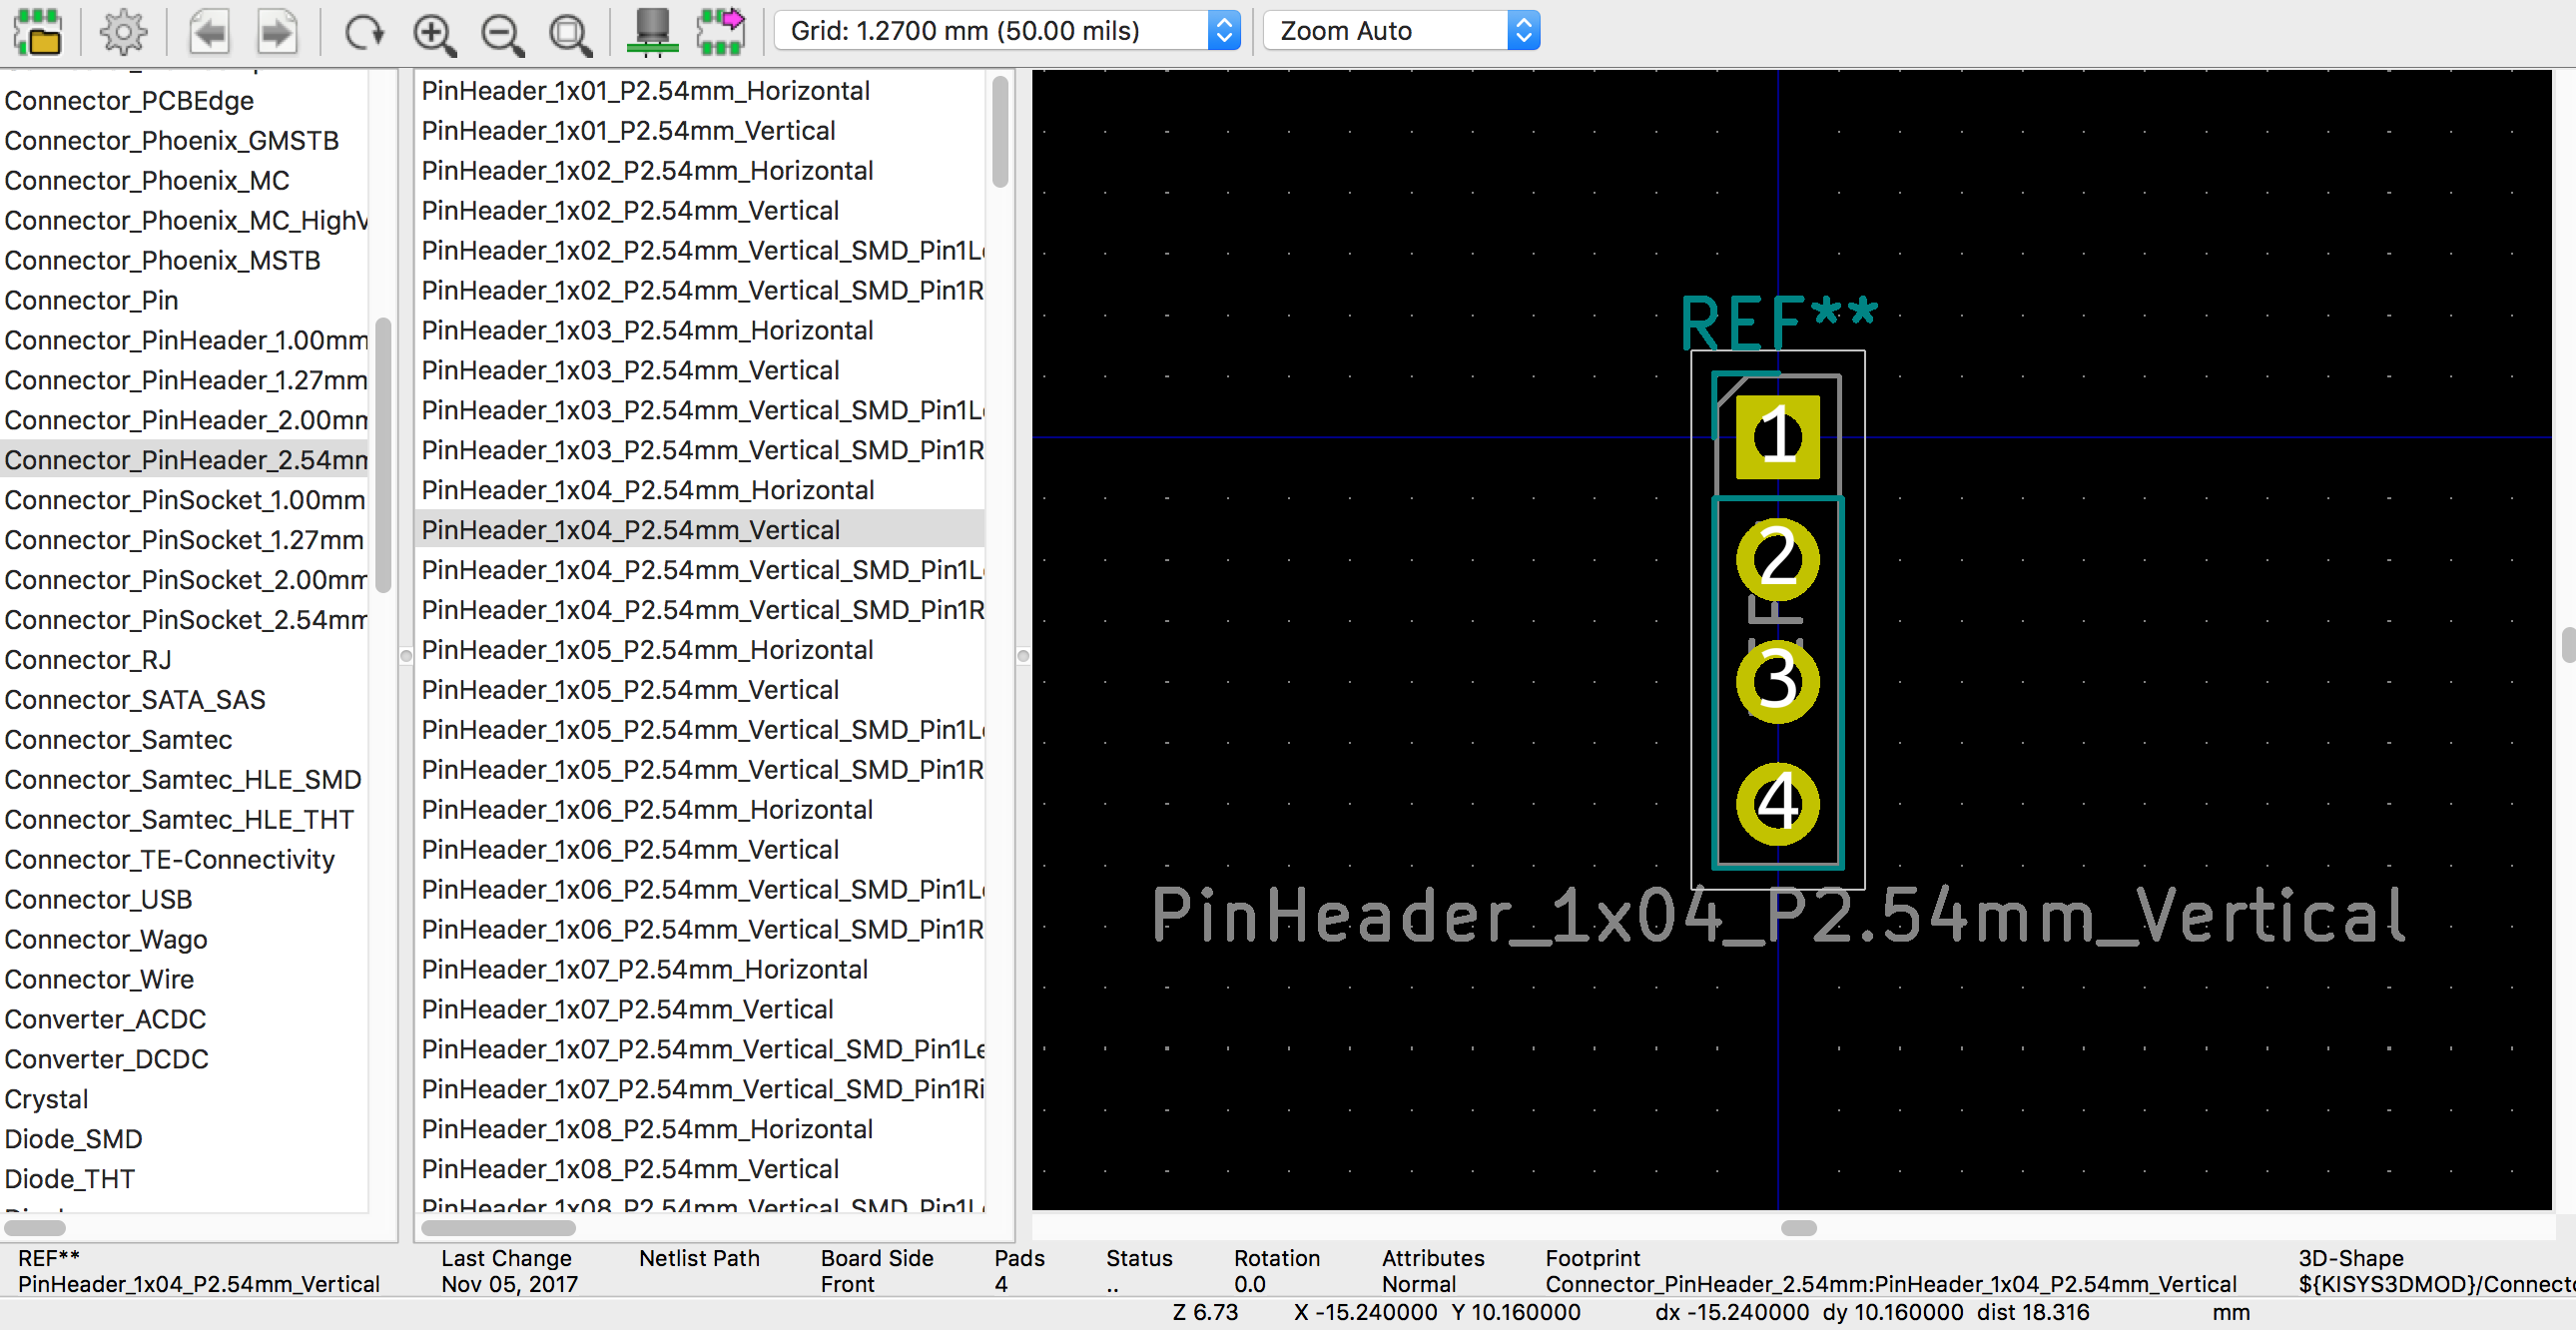 Grid: 1.2700 mm (50.00 mils)
Zoom Auto
Connector_PCBEdge
Connector_Phoenix_GMSTB
Connector_Phoenix_MC
Connector_Phoenix_MC_HighV
Connector_Phoenix_MSTB
Connector_Pin
Connector_PinHeader_1.00mm
Connector_PinHeader_1.27mm
Connector_PinHeader_2.00mm
Connector_PinHeader_2.54mm
Connector_PinSocket_1.00mm
Connector_PinSocket_1.27mm
Connector_PinSocket_2.00mm
Connector_PinSocket_2.54mm
Connector_RJ
Connector_SATA_SAS
Connector_Samtec
Connector_Samtec_HLE_SMD
Connector_Samtec_HLE_THT
Connector_TE-Connectivity
Connector_USB
Connector_Wago
Connector_Wire
Converter_ACDC
Converter_DCDC
Crystal
Diode_SMD
Diode_THT
PinHeader_1x01_P2.54mm_Horizontal
PinHeader_1x01_P2.54mm_Vertical
PinHeader_1x02_P2.54mm_Horizontal
PinHeader_1x02_P2.54mm_Vertical
PinHeader_1x02_P2.54mm_Vertical_SMD_Pin1Le
PinHeader_1x02_P2.54mm_Vertical_SMD_Pin1R
PinHeader_1x03_P2.54mm_Horizontal
PinHeader_1x03_P2.54mm_Vertical
PinHeader_1x03_P2.54mm_Vertical_SMD_Pin1Le
PinHeader_1x03_P2.54mm_Vertical_SMD_Pin1R
PinHeader_1x04_P2.54mm_Horizontal
PinHeader_1x04_P2.54mm_Vertical
PinHeader_1x04_P2.54mm_Vertical_SMD_Pin1Le
PinHeader_1x04_P2.54mm_Vertical_SMD_Pin1R
PinHeader_1x05_P2.54mm_Horizontal
PinHeader_1x05_P2.54mm_Vertical
PinHeader_1x05_P2.54mm_Vertical_SMD_Pin1Le
PinHeader_1x05_P2.54mm_Vertical_SMD_Pin1R
PinHeader_1x06_P2.54mm_Horizontal
PinHeader_1x06_P2.54mm_Vertical
PinHeader_1x06_P2.54mm_Vertical_SMD_Pin1Le
PinHeader_1x06_P2.54mm_Vertical_SMD_Pin1R
PinHeader_1x07_P2.54mm_Horizontal
PinHeader_1x07_P2.54mm_Vertical
PinHeader_1x07_P2.54mm_Vertical_SMD_Pin1Le
PinHeader_1x07_P2.54mm_Vertical_SMD_Pin1Ri
PinHeader_1x08_P2.54mm_Horizontal
PinHeader_1x08_P2.54mm_Vertical
PinHeader_1x08_P2.54mm_Vertical_SMD_Pin1Le
REF**
1
2
3
4
PinHeader_1x04_P2.54mm_Vertical
REF** Last Change Netlist Path Board Side Pads Status Rotation Attributes Footprint 3D-Shape
PinHeader_1x04_P2.54mm_Vertical Nov 05, 2017 Front 4 .. 0.0 Normal Connector_PinHeader_2.54mm:PinHeader_1x04_P2.54mm_Vertical ${KISYS3DMOD}/Connecto
Z 6.73 X -15.240000 Y 10.160000 dx -15.240000 dy 10.160000 dist 18.316 mm